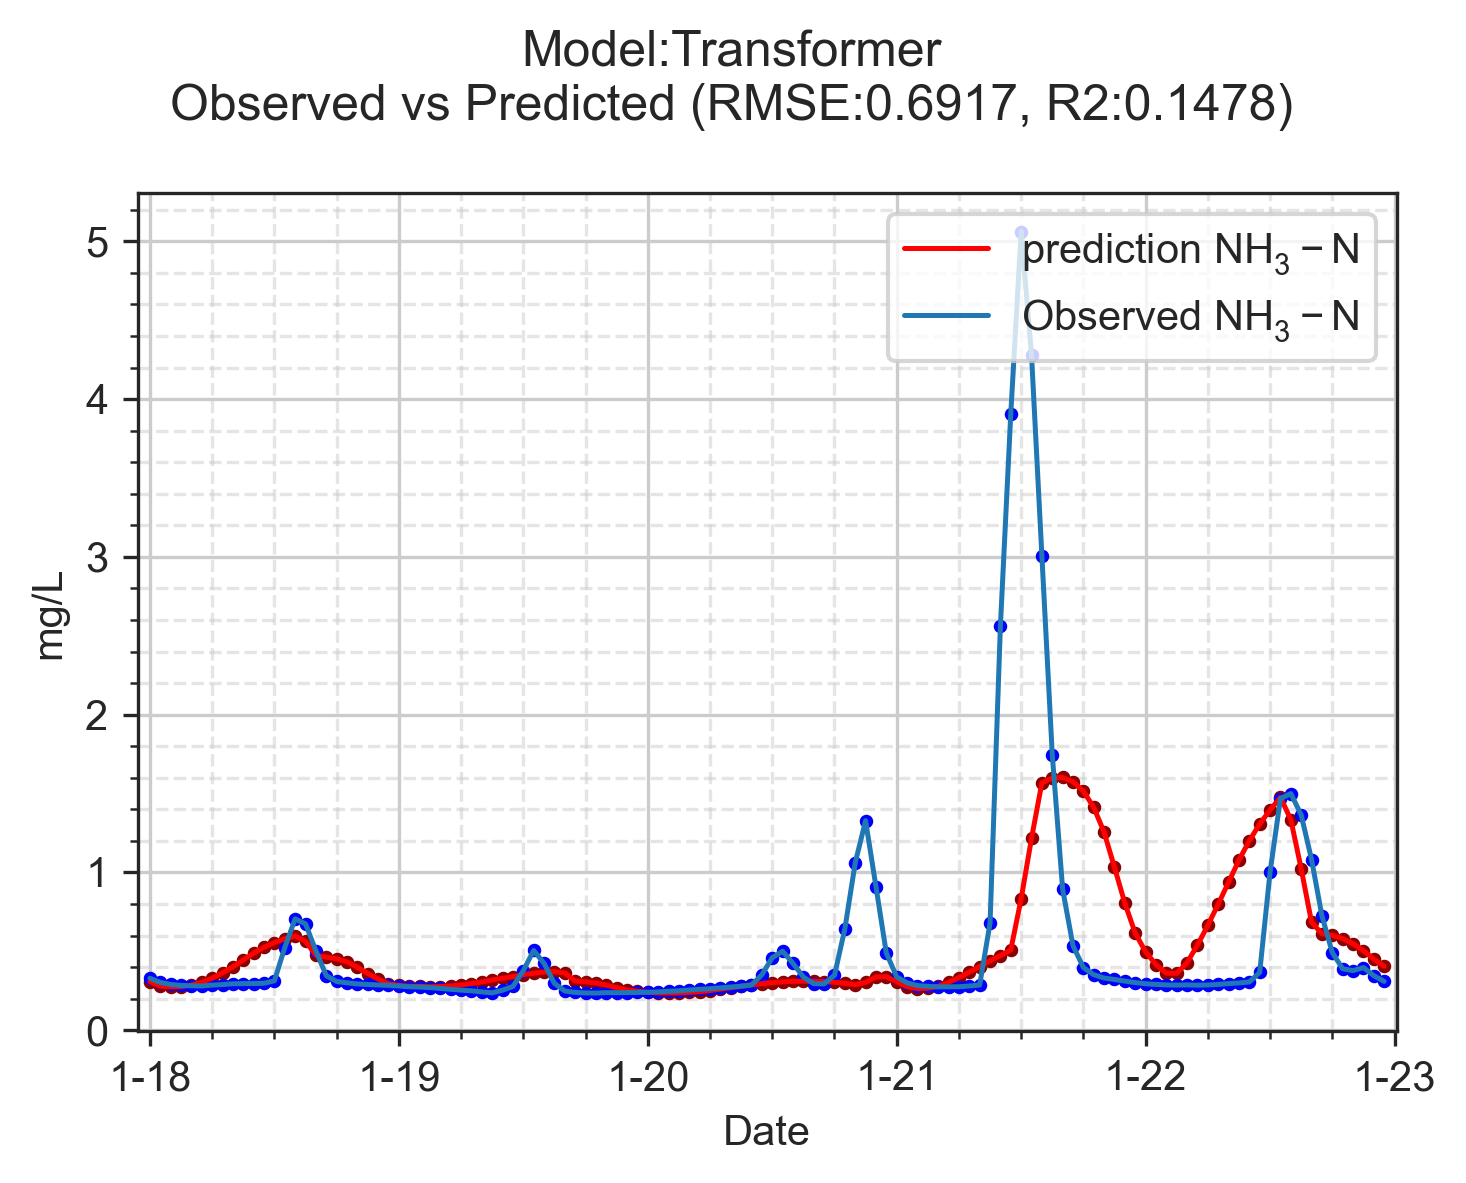 Model:Transformer
Observed vs Predicted (RMSE:0.6917, R2:0.1478)
prediction NH₃ − N
Observed NH₃ − N
mg/L
5
4
3
2
1
0
1-18 1-19 1-20 1-21 1-22 1-23
Date